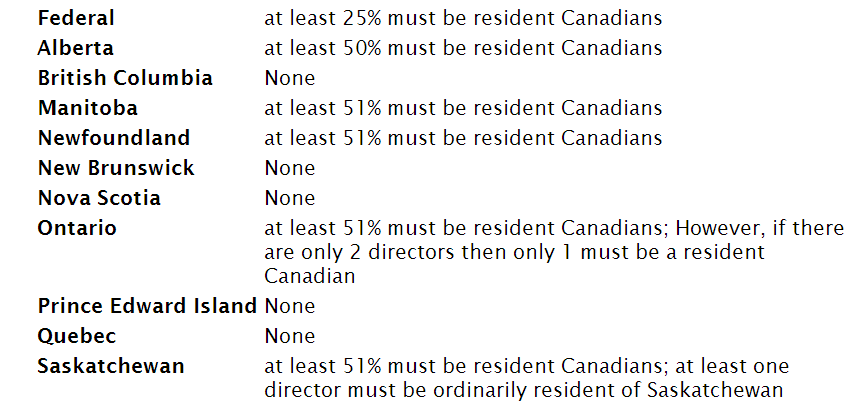 Federal at least 25% must be resident Canadians
Alberta at least 50% must be resident Canadians
British Columbia None
Manitoba at least 51% must be resident Canadians
Newfoundland at least 51% must be resident Canadians
New Brunswick None
Nova Scotia None
Ontario at least 51% must be resident Canadians; However, if there
are only 2 directors then only 1 must be a resident
Canadian
Prince Edward Island None
Quebec None
Saskatchewan at least 51% must be resident Canadians; at least one
director must be ordinarily resident of Saskatchewan